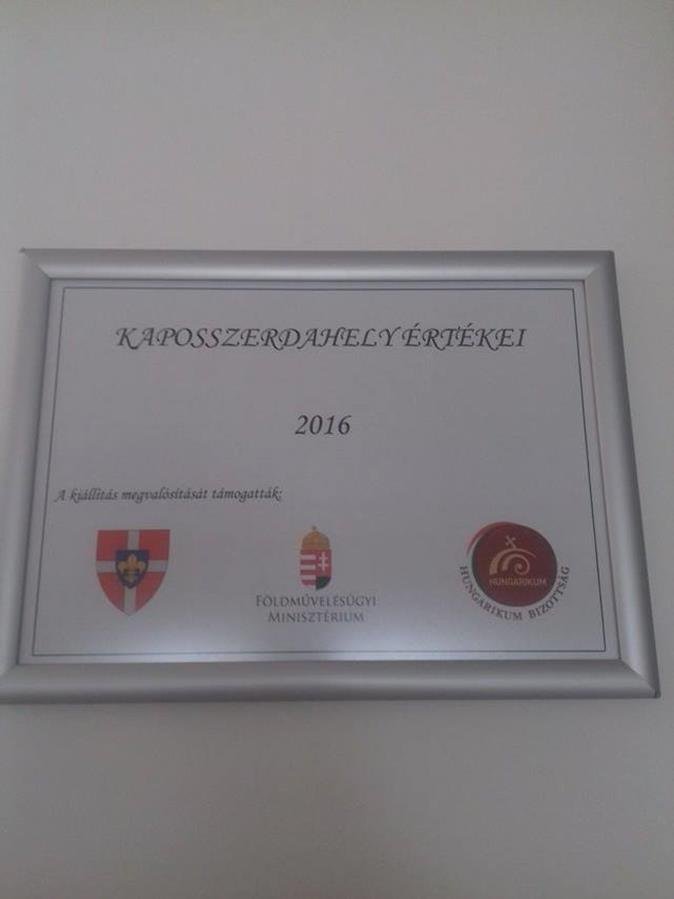 KAPOSSZERDAHELY ÉRTÉKEI
2016
A kiállítás megvalósítását támogatták:
FÖLDMŰVELÉSÜGYI
MINISZTÉRIUM
HUNGARIKUM
HUNGARIKUM BIZOTTSÁG